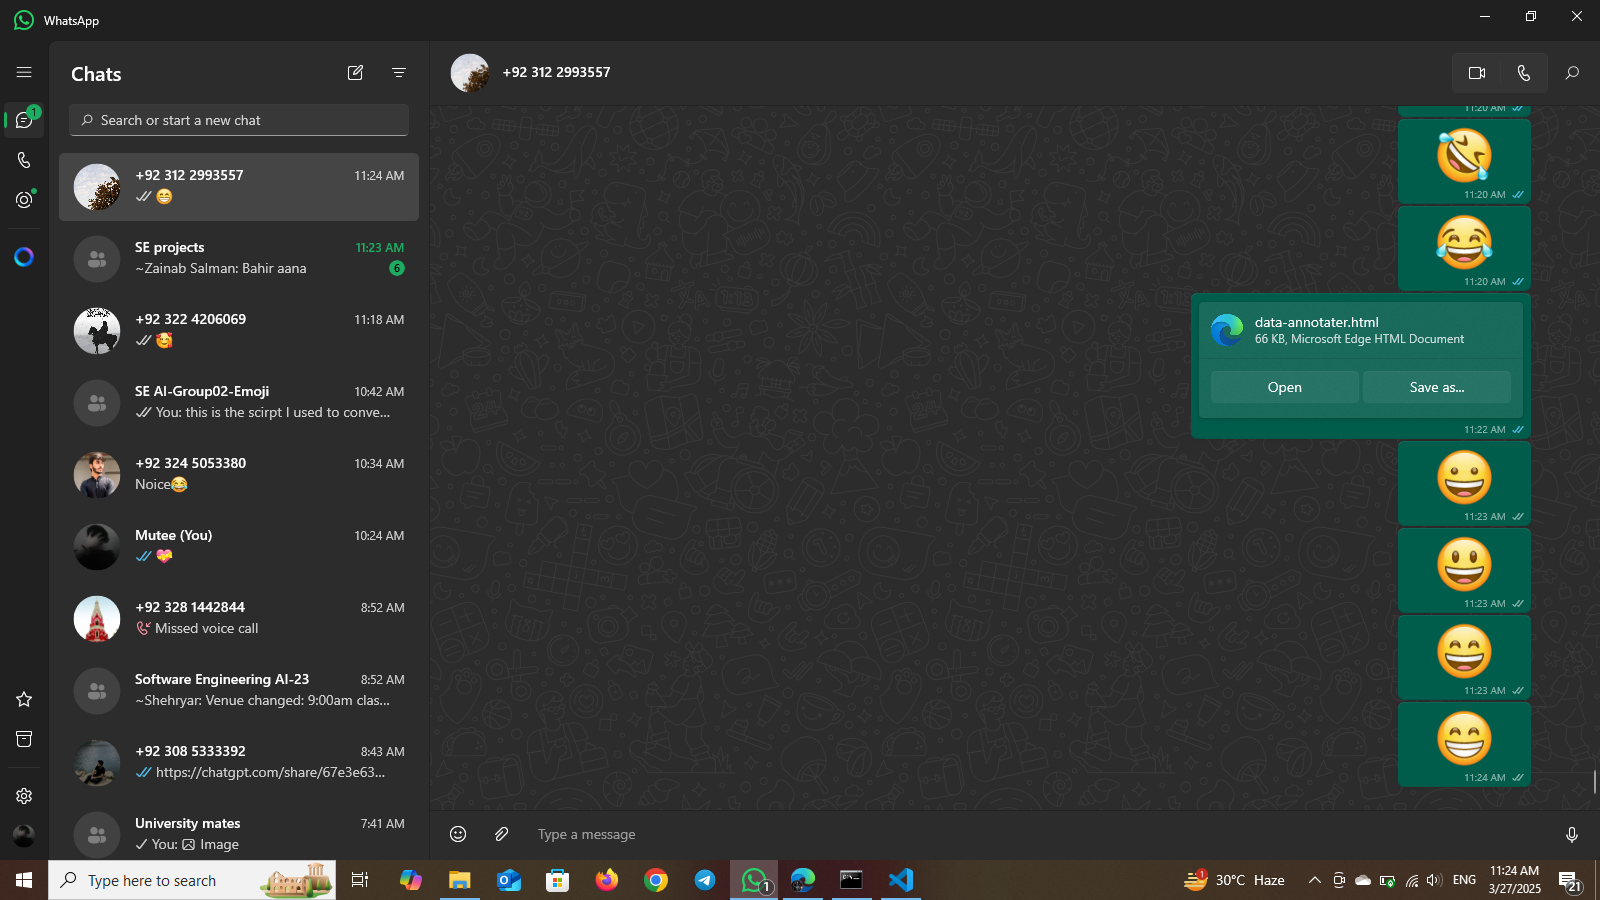 WhatsApp
Chats
Search or start a new chat
1
+92 312 2993557
11:24 AM
😁
SE projects
11:23 AM
~Zainab Salman: Bahir aana
6
+92 322 4206069
11:18 AM
🥰
SE AI-Group02-Emoji
10:42 AM
You: this is the scirpt I used to conve...
+92 324 5053380
10:34 AM
Noice😂
Mutee (You)
10:24 AM
💝
+92 328 1442844
8:52 AM
Missed voice call
Software Engineering AI-23
8:52 AM
~Shehryar: Venue changed: 9:00am clas...
+92 308 5333392
8:43 AM
https://chatgpt.com/share/67e3e63...
University mates
7:41 AM
You: Image
+92 312 2993557
11:20 AM
🤣
11:20 AM
😂
11:20 AM
data-annotater.html
66 KB, Microsoft Edge HTML Document
Open
Save as...
11:22 AM
😀
11:23 AM
😃
11:23 AM
😄
11:23 AM
😁
11:24 AM
Type a message
Type here to search
1
1
30°C Haze
ENG
11:24 AM
3/27/2025
21